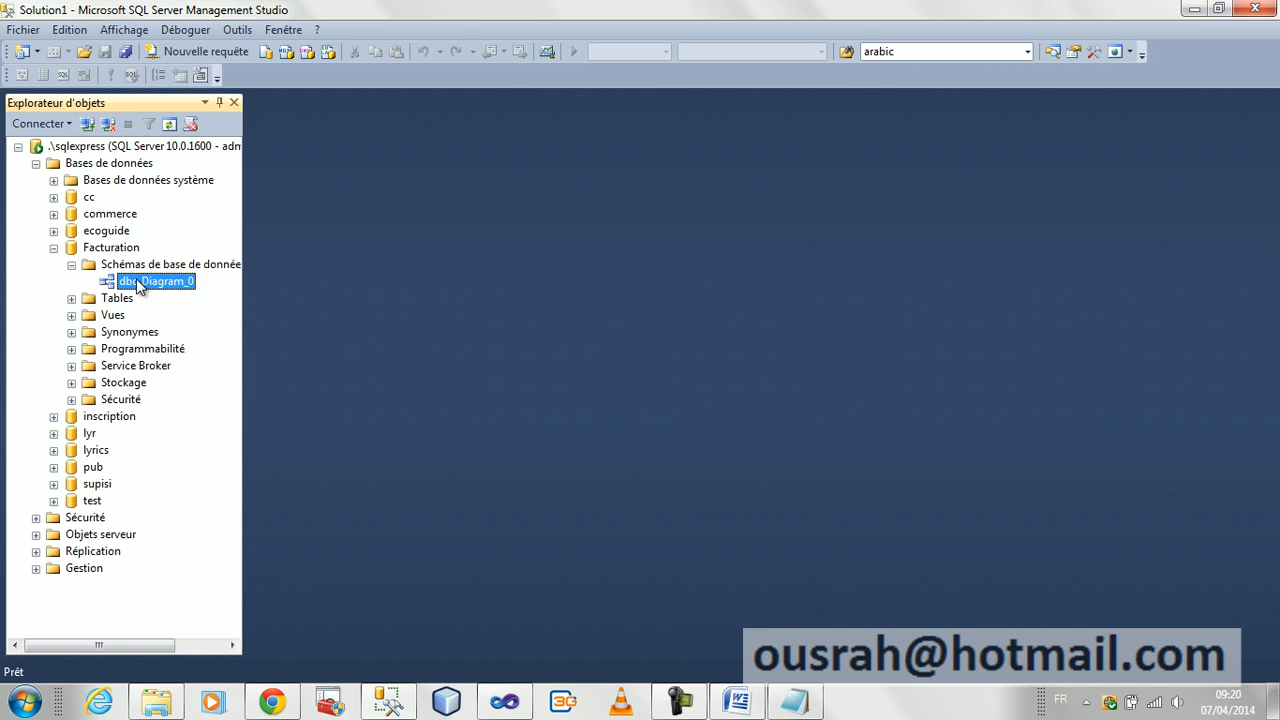 Solution1 - Microsoft SQL Server Management Studio
Fichier Edition Affichage Déboguer Outils Fenêtre ?
Nouvelle requête arabic
Explorateur d'objets
Connecter
.\sqlexpress (SQL Server 10.0.1600 - adm
Bases de données
Bases de données système
cc
commerce
ecoguide
Facturation
Schémas de base de donnée
dbo.Diagram_0
Tables
Vues
Synonymes
Programmabilité
Service Broker
Stockage
Sécurité
inscription
lyr
lyrics
pub
supisi
test
Sécurité
Objets serveur
Réplication
Gestion
Prêt
ousrah@hotmail.com
FR
09:20
07/04/2014